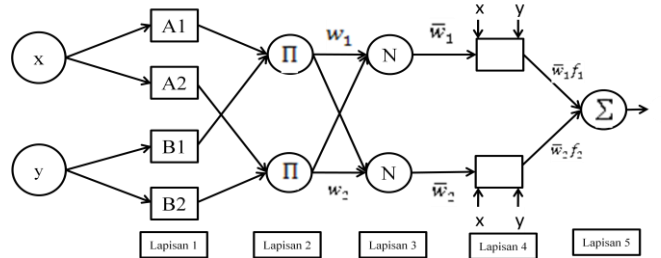 x y
A1 w₁ w̅₁
x Π N w̅₁f₁
A2
Σ
B1
y Π N w̅₂f₂
B2 w₂ w̅₂
x y
Lapisan 1 Lapisan 2 Lapisan 3 Lapisan 4 Lapisan 5